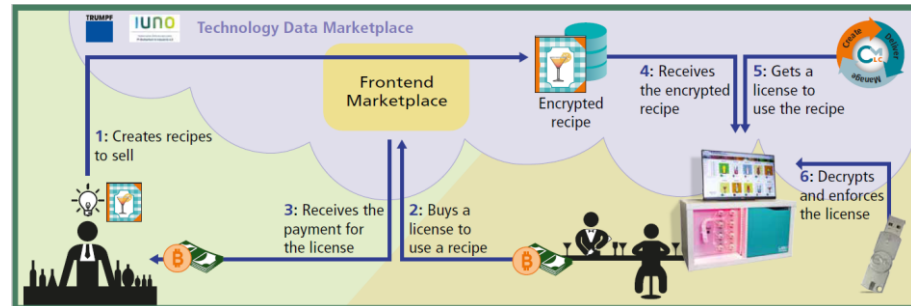 TRUMPF
IUNO
Technology Data Marketplace
Frontend
Marketplace
Encrypted
recipe
4: Receives
the encrypted
recipe
5: Gets a
license to
use the recipe
Create
Deliver
Manage
CMLC
1: Creates recipes
to sell
3: Receives the
payment for
the license
2: Buys a
license to
use a recipe
6: Decrypts
and enforces
the license